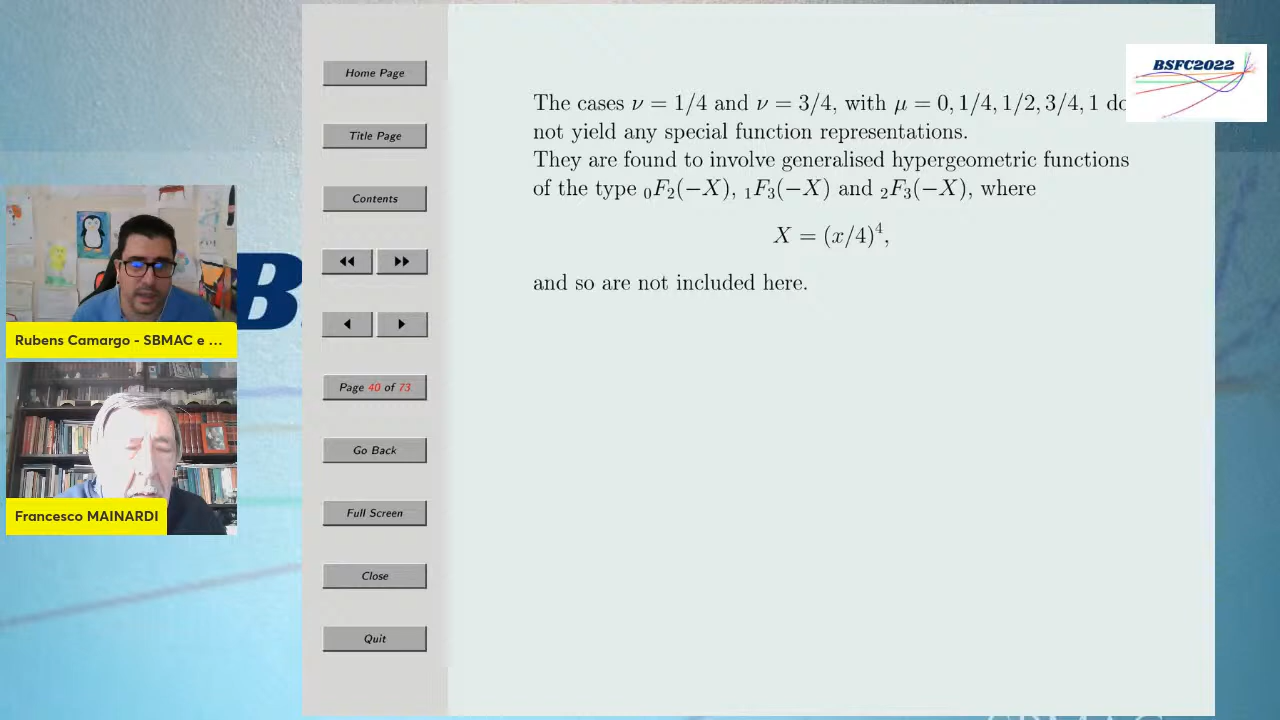 Home Page
Title Page
Contents
Page 40 of 73
Go Back
Full Screen
Close
Quit
The cases ν = 1/4 and ν = 3/4, with μ = 0, 1/4, 1/2, 3/4, 1 do
not yield any special function representations.
They are found to involve generalised hypergeometric functions
of the type ₀F₂(−X), ₁F₃(−X) and ₂F₃(−X), where
X = (x/4)⁴,
and so are not included here.
BSFC2022
Rubens Camargo - SBMAC e ...
Francesco MAINARDI